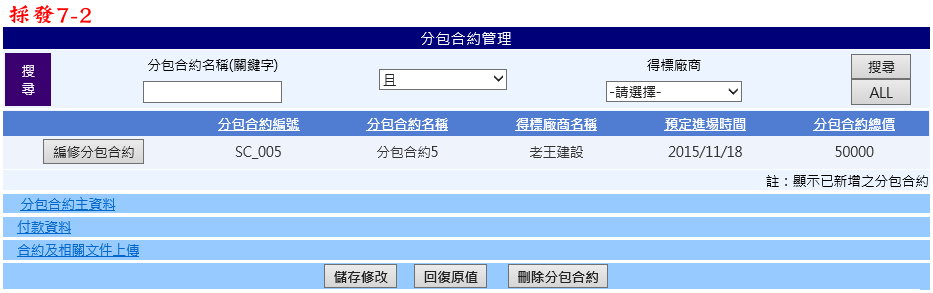 採發7-2
分包合約管理
搜尋 分包合約名稱(關鍵字) 且 得標廠商 -請選擇- 搜尋 ALL
分包合約編號 分包合約名稱 得標廠商名稱 預定進場時間 分包合約總價
編修分包合約 SC_005 分包合約5 老王建設 2015/11/18 50000
註：顯示已新增之分包合約
分包合約主資料
付款資料
合約及相關文件上傳
儲存修改 回復原值 刪除分包合約